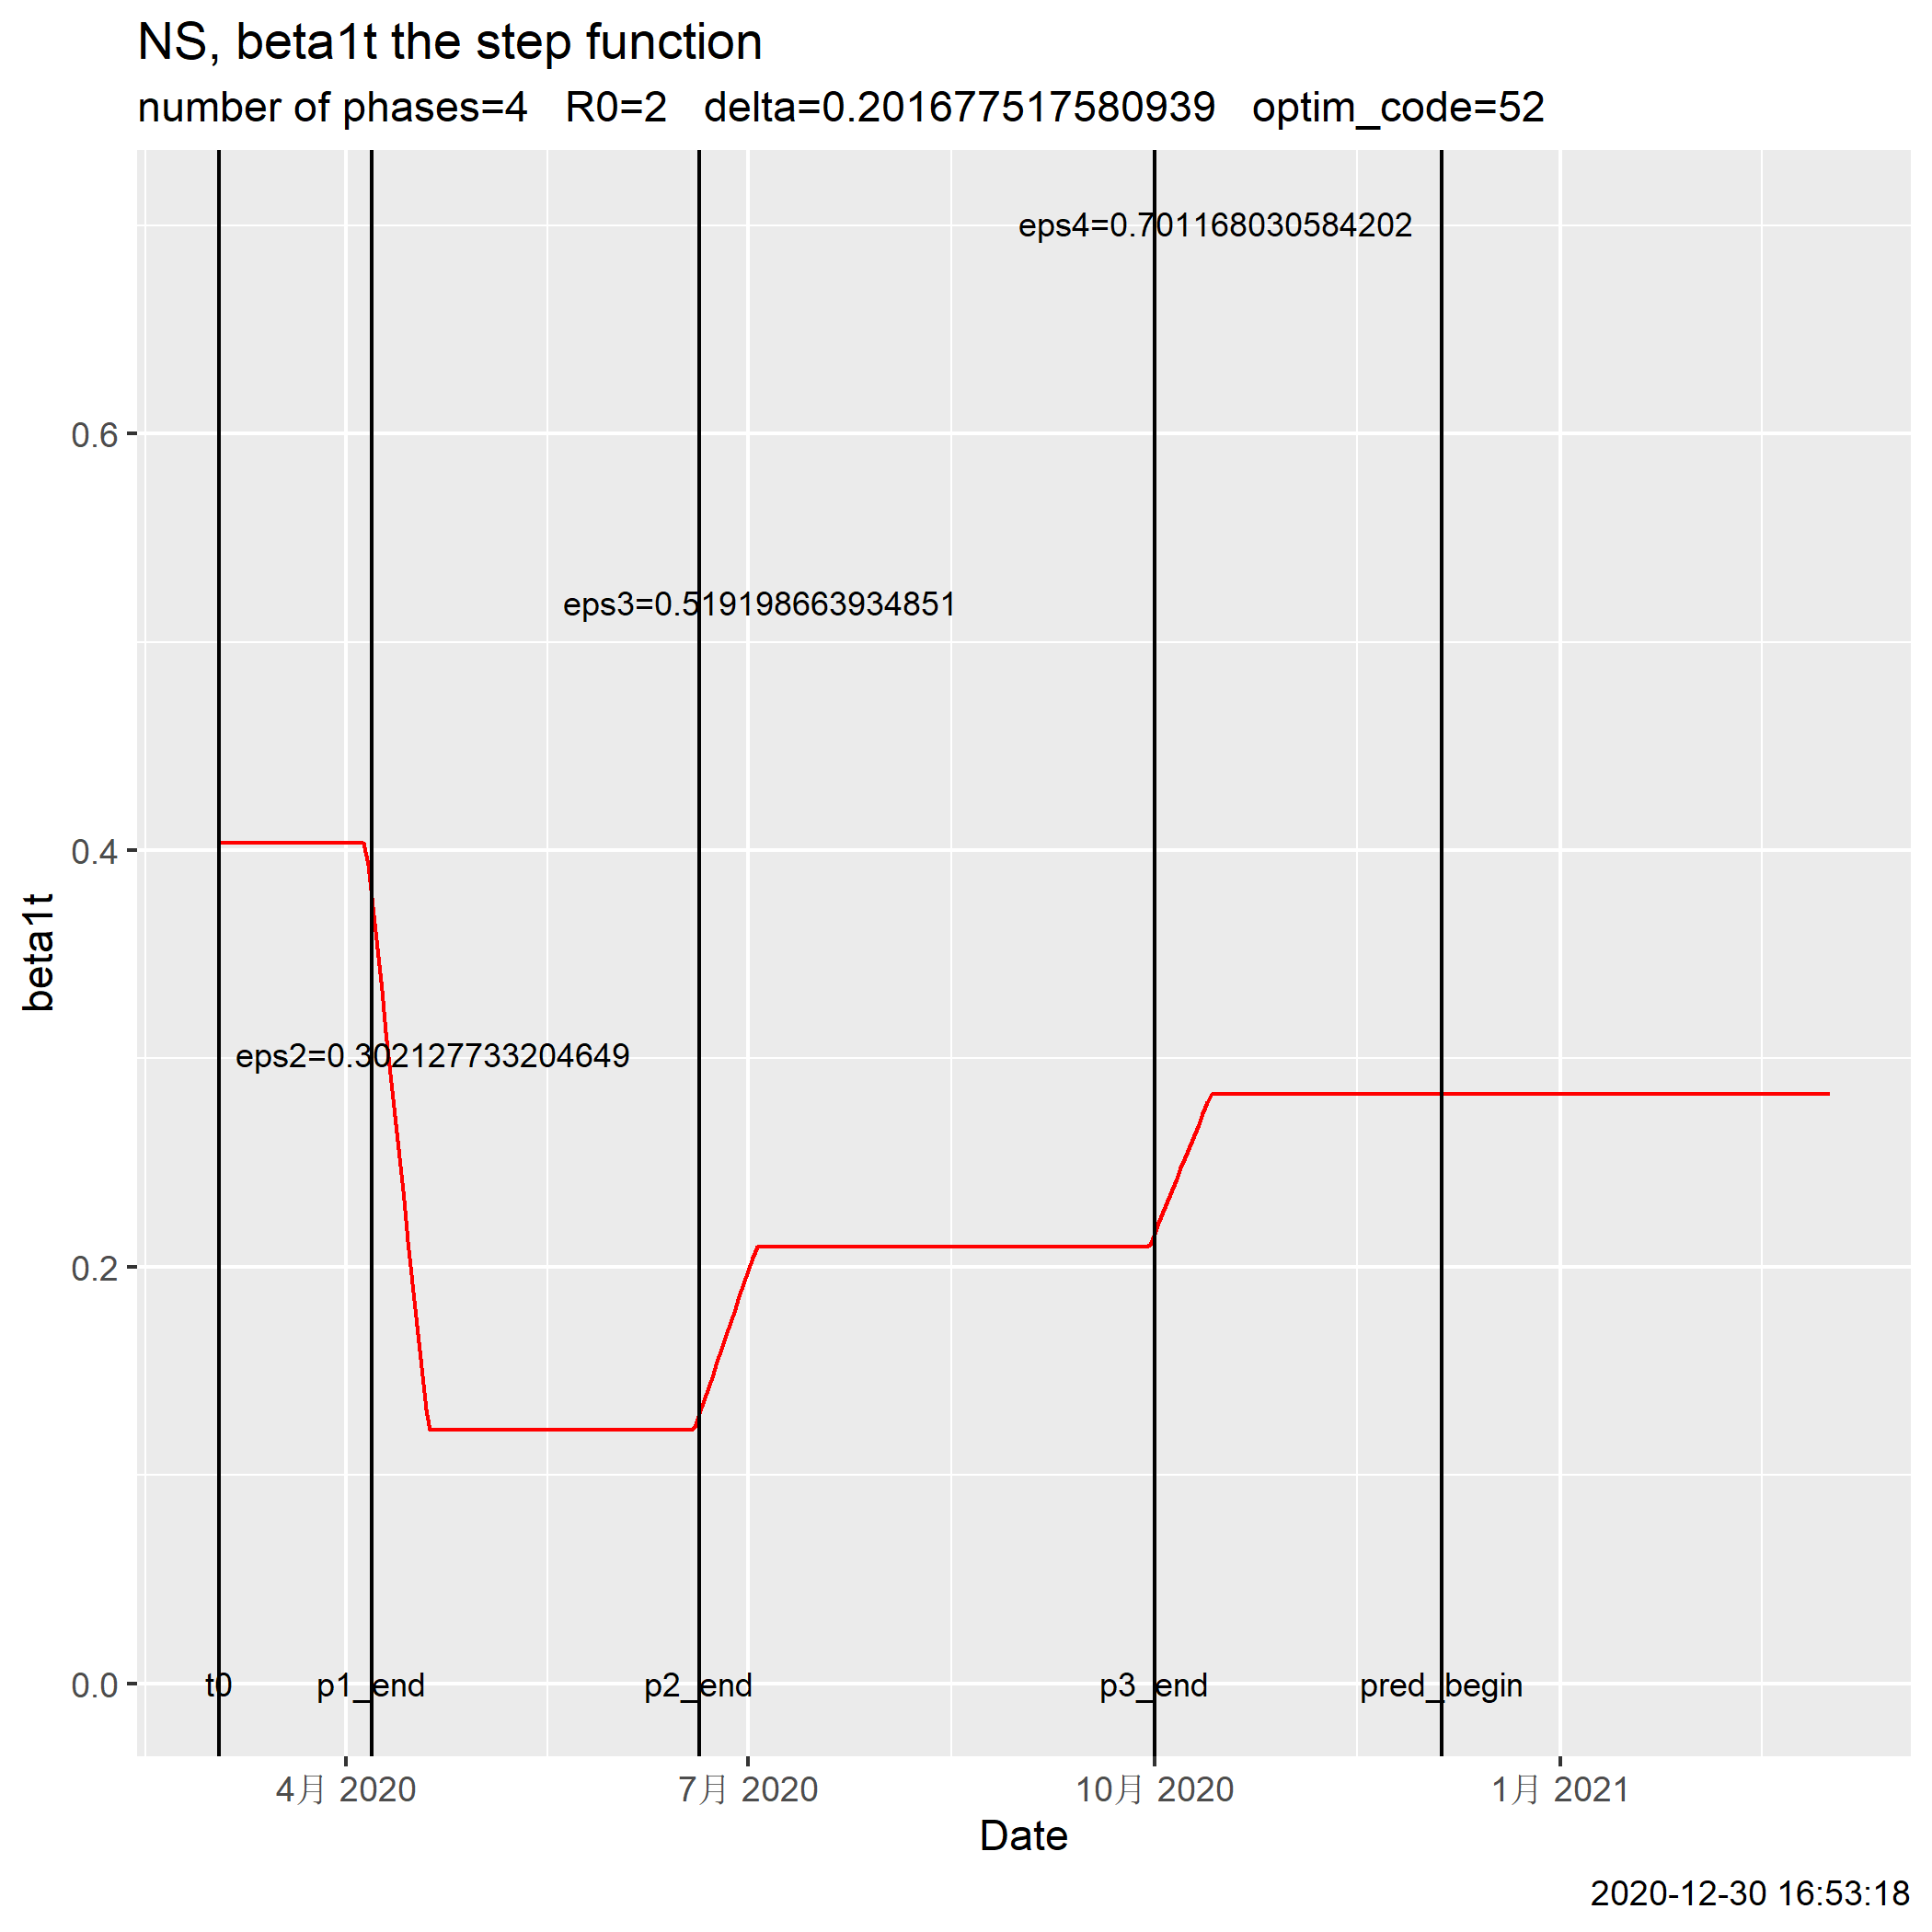 NS, beta1t the step function
number of phases=4   R0=2   delta=0.201677517580939   optim_code=52
eps4=0.701168030584202
0.6
eps3=0.519198663934851
0.4
beta1t
eps2=0.302127733204649
0.2
0.0
t0
p1_end
p2_end
p3_end
pred_begin
4月 2020
7月 2020
10月 2020
1月 2021
Date
2020-12-30 16:53:18